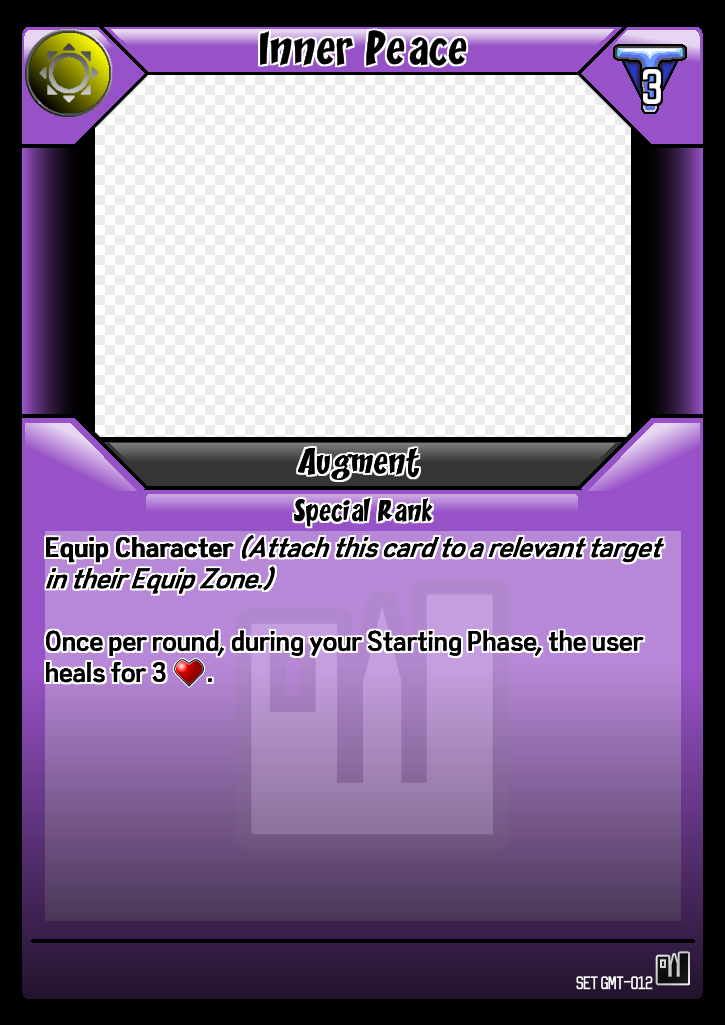 Inner Peace
3
Augment
Special Rank
Equip Character (Attach this card to a relevant target
in their Equip Zone.)
Once per round, during your Starting Phase, the user
heals for 3 .
SET GMT-012